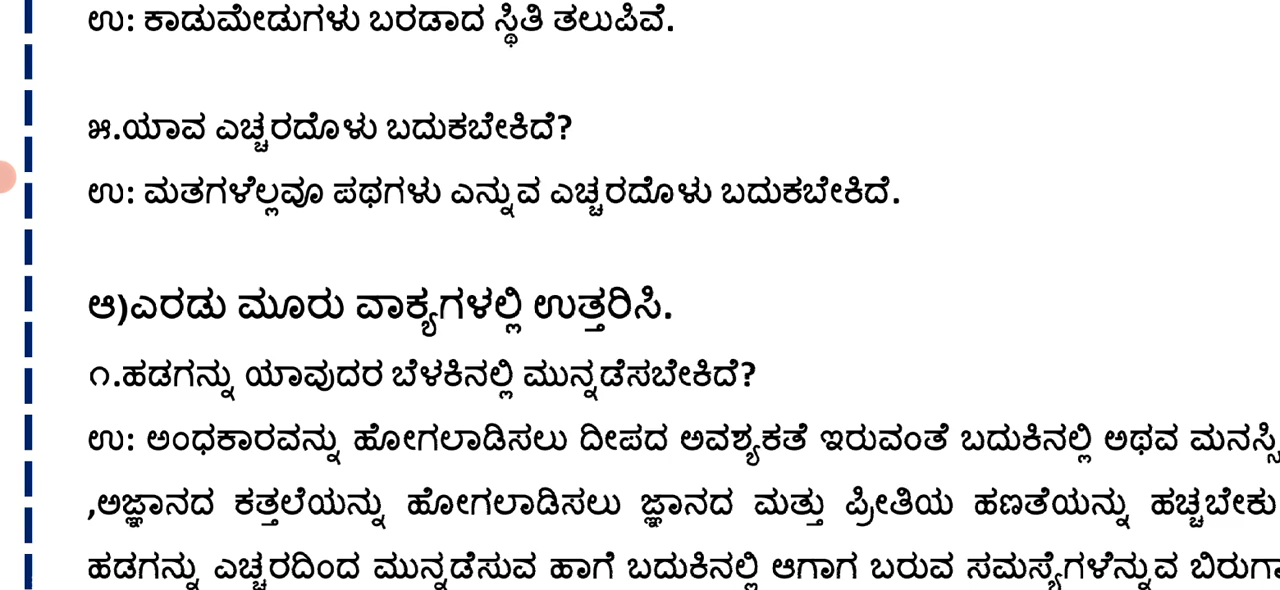 ಉ: ಕಾಡುಮೇಡುಗಳು ಬರಡಾದ ಸ್ಥಿತಿ ತಲುಪಿವೆ.
೫.ಯಾವ ಎಚ್ಚರದೊಳು ಬದುಕಬೇಕಿದೆ?
ಉ: ಮತಗಳೆಲ್ಲವೂ ಪಥಗಳು ಎನ್ನುವ ಎಚ್ಚರದೊಳು ಬದುಕಬೇಕಿದೆ.
ಆ)ಎರಡು ಮೂರು ವಾಕ್ಯಗಳಲ್ಲಿ ಉತ್ತರಿಸಿ.
೧.ಹಡಗನ್ನು ಯಾವುದರ ಬೆಳಕಿನಲ್ಲಿ ಮುನ್ನಡೆಸಬೇಕಿದೆ?
ಉ: ಅಂಧಕಾರವನ್ನು ಹೋಗಲಾಡಿಸಲು ದೀಪದ ಅವಶ್ಯಕತೆ ಇರುವಂತೆ ಬದುಕಿನಲ್ಲಿ ಅಥವ
,ಅಜ್ಞಾನದ ಕತ್ತಲೆಯನ್ನು ಹೋಗಲಾಡಿಸಲು ಜ್ಞಾನದ ಮತ್ತು ಪ್ರೀತಿಯ ಹಣತೆಯನ್ನು ಹಚ್ಚಬೇಕು
ಹಡಗನ್ನು ಎಚ್ಚರದಿಂದ ಮುನ್ನಡೆಸುವ ಹಾಗೆ ಬದುಕಿನಲ್ಲಿ ಆಗಾಗ ಬರುವ ಸಮಸ್ಯೆಗಳೆನ್ನುವ